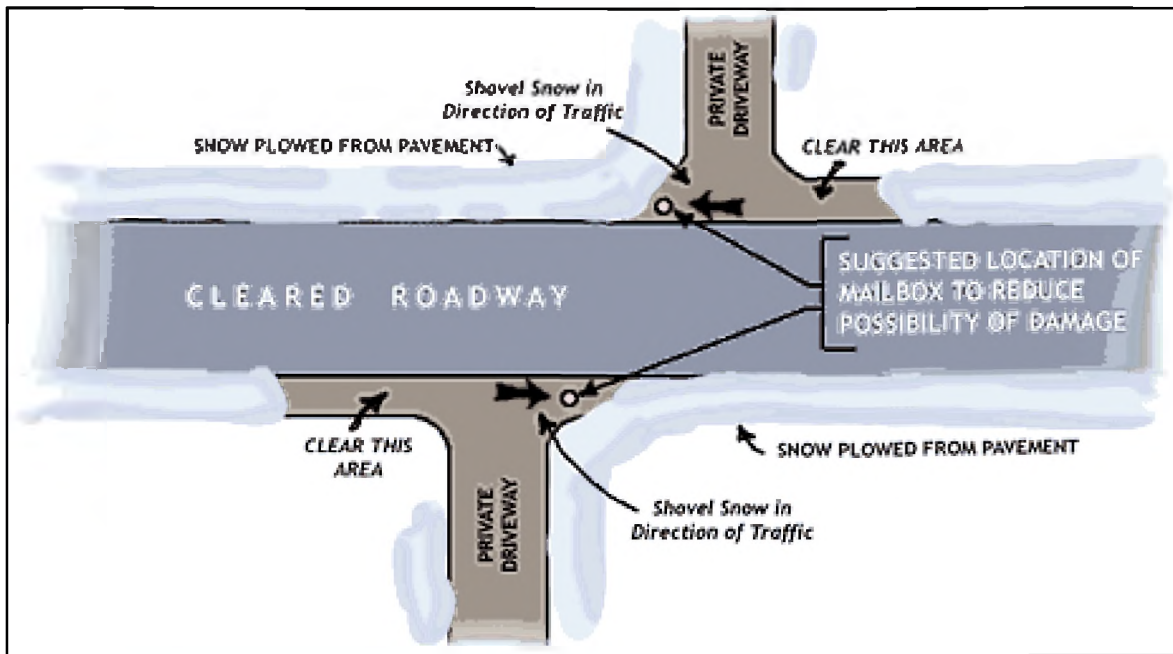 Shovel Snow in
Direction of Traffic
PRIVATE
DRIVEWAY
SNOW PLOWED FROM PAVEMENT
CLEAR THIS AREA
CLEARED ROADWAY
SUGGESTED LOCATION OF
MAILBOX TO REDUCE
POSSIBILITY OF DAMAGE
CLEAR THIS
AREA
SNOW PLOWED FROM PAVEMENT
PRIVATE
DRIVEWAY
Shovel Snow in
Direction of Traffic